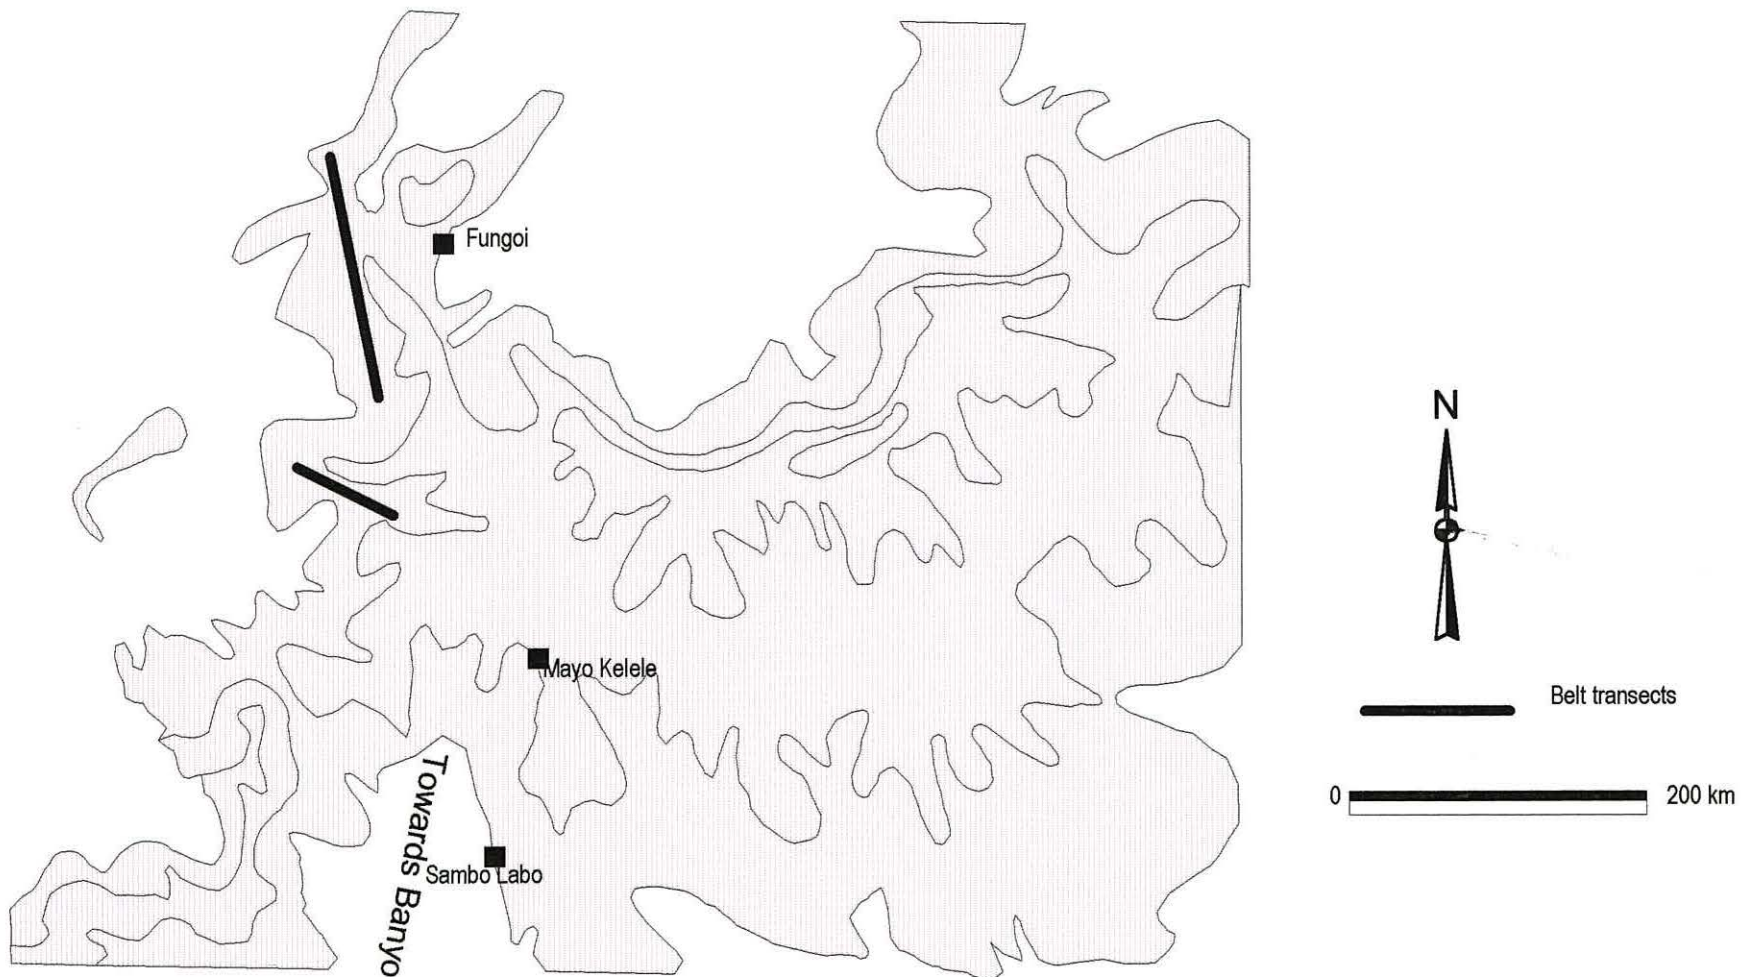 Fungoi
N
Mayo Kelele
Belt transects
0 200 km
Towards Banyo
Sambo Labo